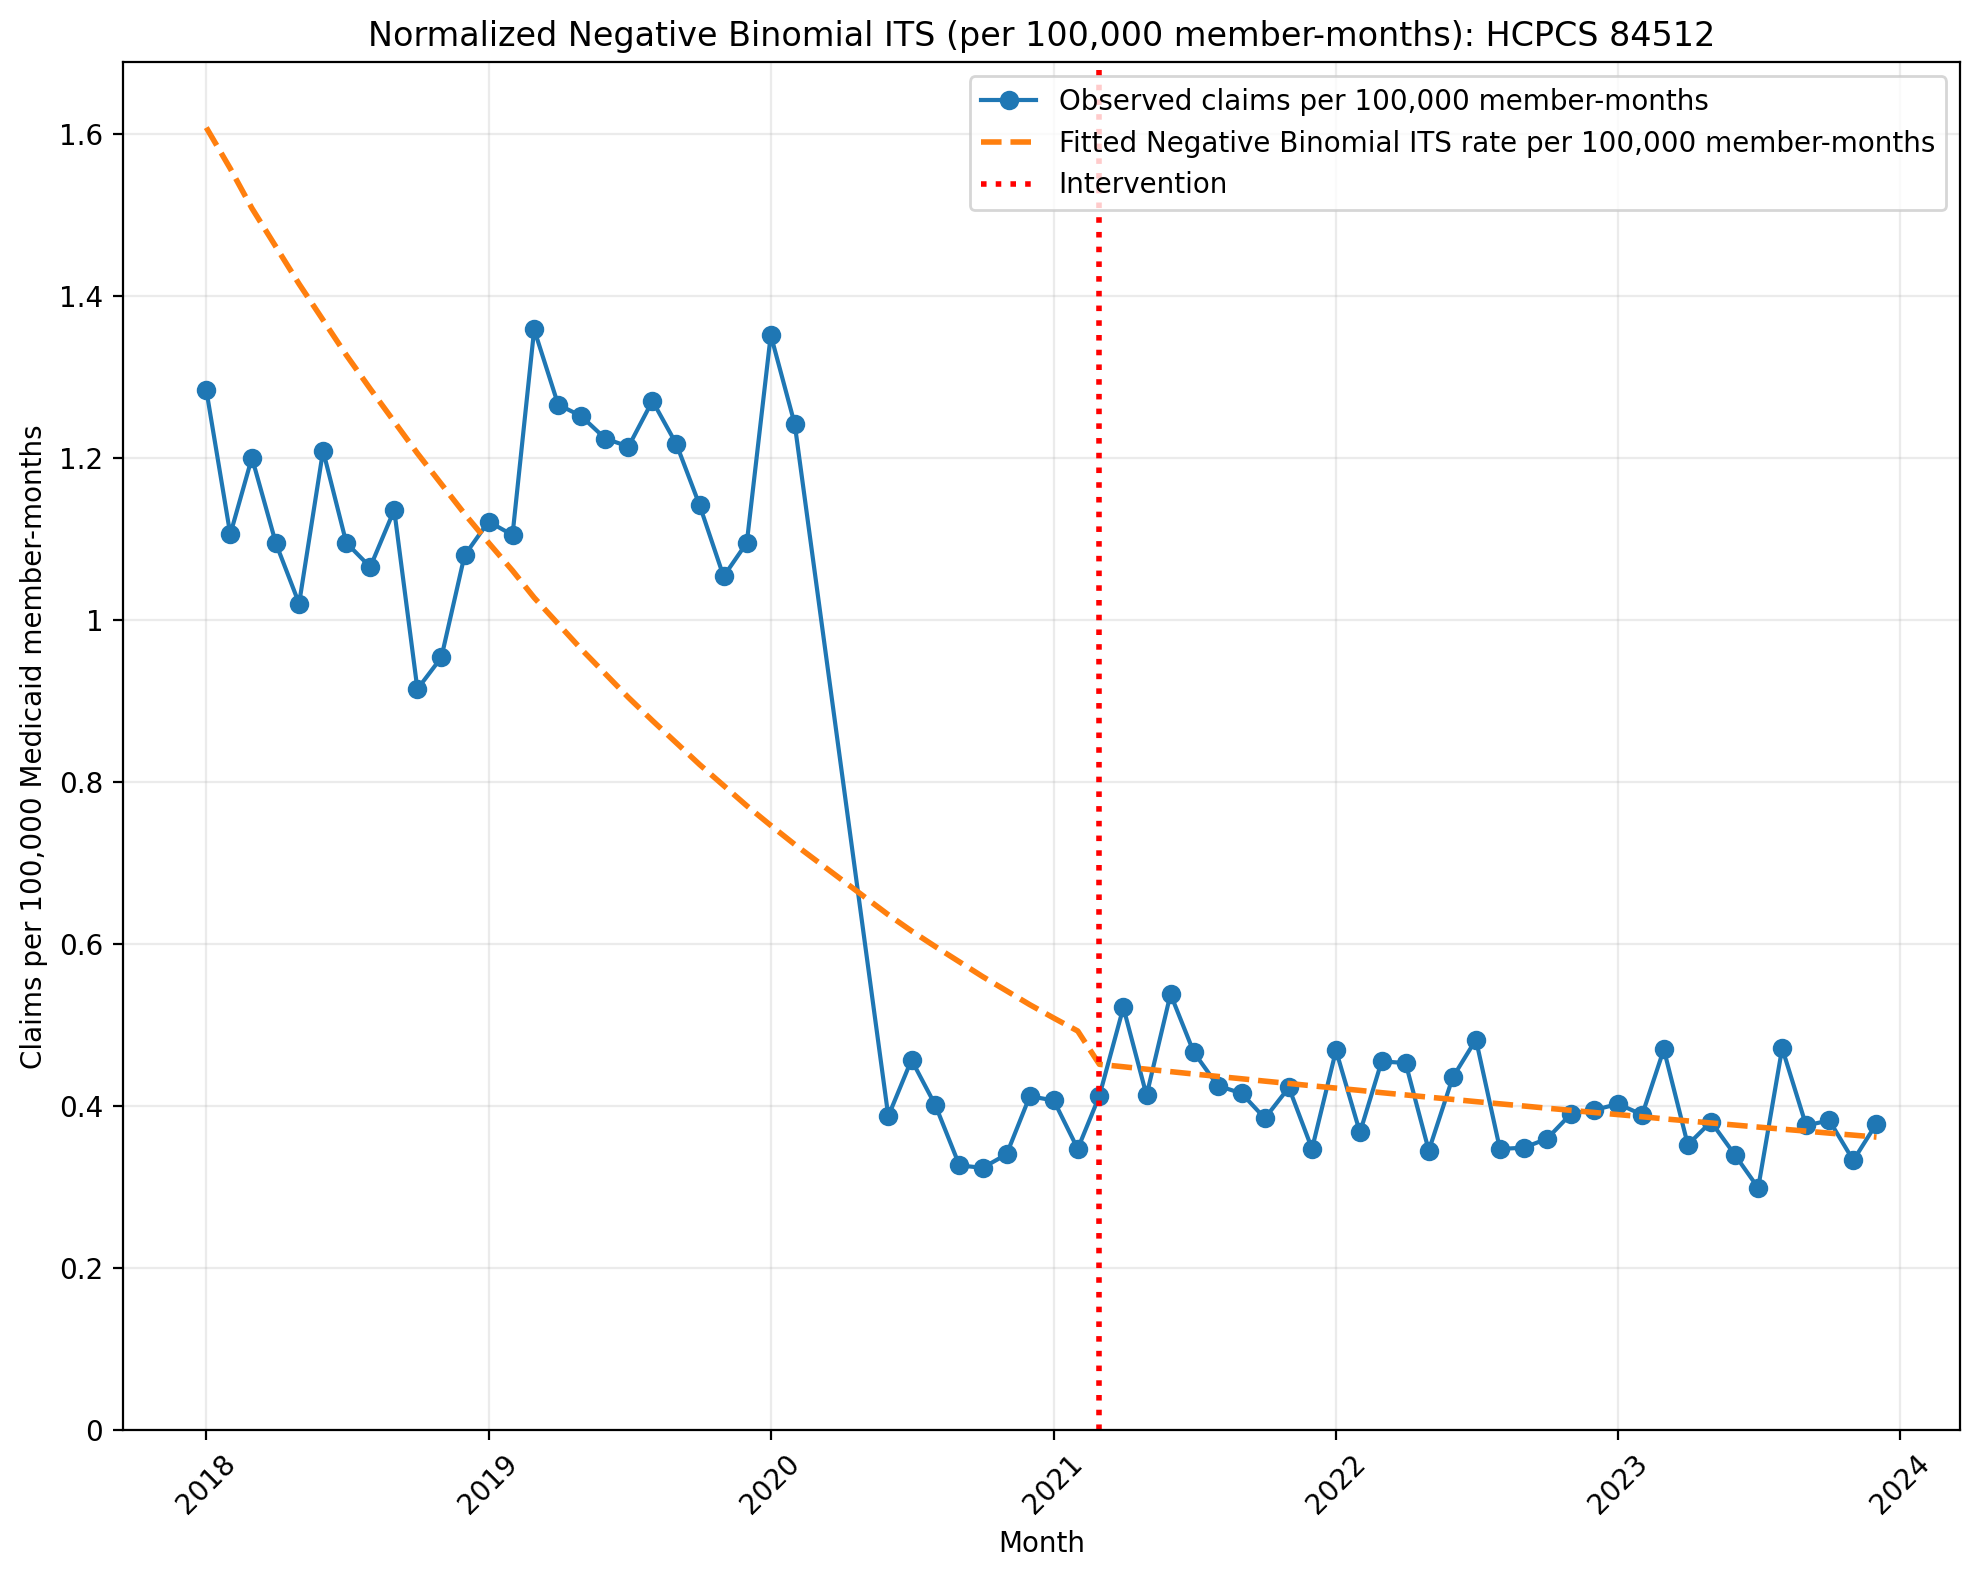 Normalized Negative Binomial ITS (per 100,000 member-months): HCPCS 84512
Observed claims per 100,000 member-months
Fitted Negative Binomial ITS rate per 100,000 member-months
Intervention
Claims per 100,000 Medicaid member-months
1.6
1.4
1.2
1
0.8
0.6
0.4
0.2
0
2018
2019
2020
2021
2022
2023
2024
Month